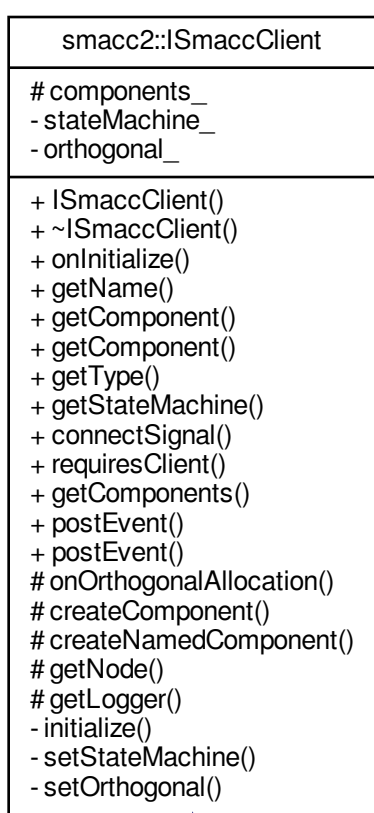 smacc2::ISmaccClient
# components_
- stateMachine_
- orthogonal_
+ ISmaccClient()
+ ~ISmaccClient()
+ onInitialize()
+ getName()
+ getComponent()
+ getComponent()
+ getType()
+ getStateMachine()
+ connectSignal()
+ requiresClient()
+ getComponents()
+ postEvent()
+ postEvent()
# onOrthogonalAllocation()
# createComponent()
# createNamedComponent()
# getNode()
# getLogger()
- initialize()
- setStateMachine()
- setOrthogonal()